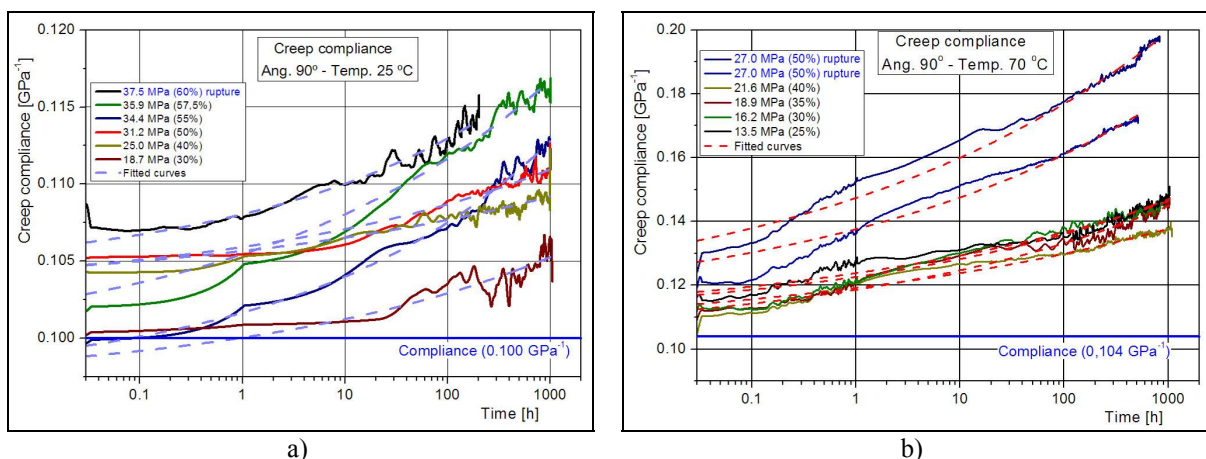 0.120
0.115
0.110
0.105
0.100
Creep compliance [GPa-1]
Creep compliance
Ang. 90º - Temp. 25 ºC
37.5 MPa (60%) rupture
35.9 MPa (57,5%)
34.4 MPa (55%)
31.2 MPa (50%)
25.0 MPa (40%)
18.7 MPa (30%)
Fitted curves
Compliance (0.100 GPa-1)
0.1 1 10 100 1000
Time [h]
a)
0.20
0.18
0.16
0.14
0.12
0.10
Creep compliance [GPa-1]
Creep compliance
Ang. 90° - Temp. 70 °C
27.0 MPa (50%) rupture
27.0 MPa (50%) rupture
21.6 MPa (40%)
18.9 MPa (35%)
16.2 MPa (30%)
13.5 MPa (25%)
Fitted curves
Compliance (0,104 GPa-1)
0.1 1 10 100 1000
Time [h]
b)